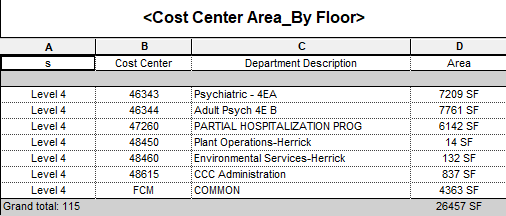 <Cost Center Area_By Floor>
A B C D
s Cost Center Department Description Area
Level 4 46343 Psychiatric - 4EA 7209 SF
Level 4 46344 Adult Psych 4E B 7761 SF
Level 4 47260 PARTIAL HOSPITALIZATION PROG 6142 SF
Level 4 48450 Plant Operations-Herrick 14 SF
Level 4 48460 Environmental Services-Herrick 132 SF
Level 4 48615 CCC Administration 837 SF
Level 4 FCM COMMON 4363 SF
Grand total: 115 26457 SF